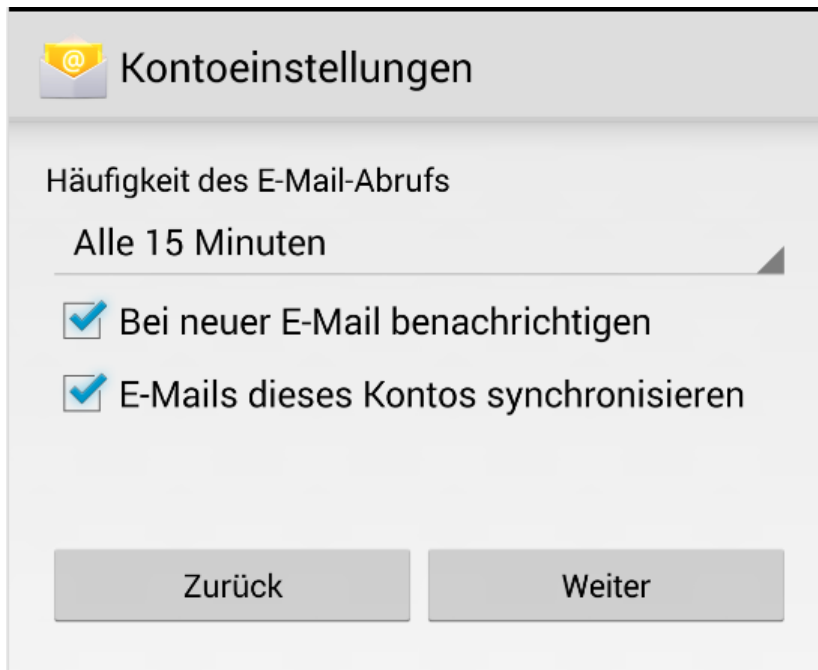 @
Kontoeinstellungen
Häufigkeit des E-Mail-Abrufs
Alle 15 Minuten
Bei neuer E-Mail benachrichtigen
E-Mails dieses Kontos synchronisieren
Zurück
Weiter